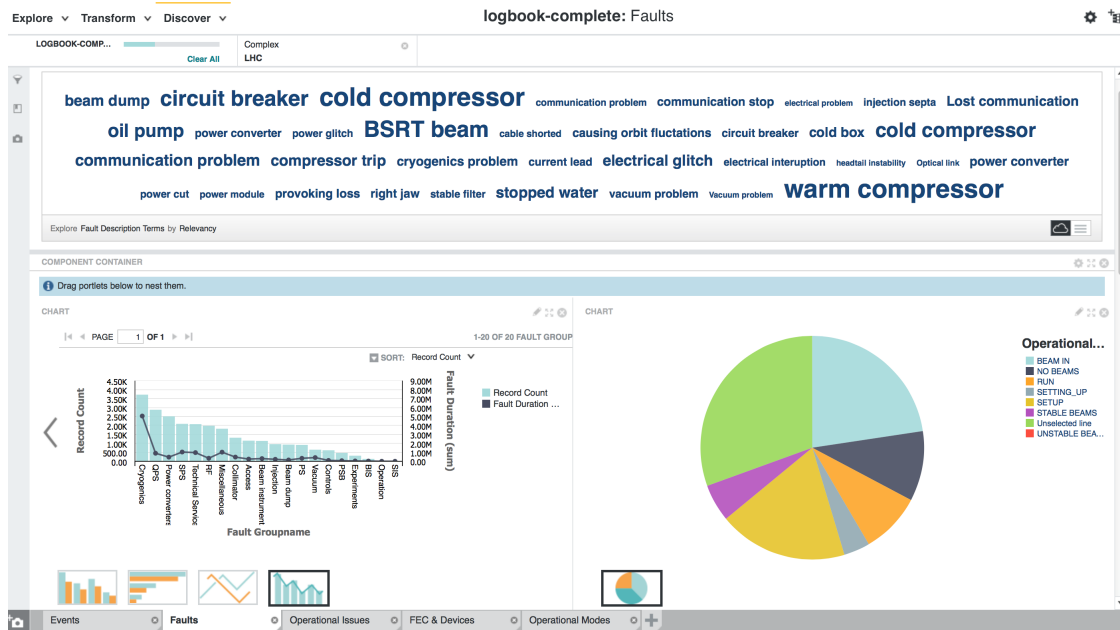 Explore Transform Discover logbook-complete: Faults
LOGBOOK-COMP... Complex
Clear All LHC
beam dump circuit breaker cold compressor communication problem communication stop electrical problem injection septa Lost communication
oil pump power converter power glitch BSRT beam cable shorted causing orbit fluctations circuit breaker cold box cold compressor
communication problem compressor trip cryogenics problem current lead electrical glitch electrical interuption headtail instability Optical link power converter
power cut power module provoking loss right jaw stable filter stopped water vacuum problem Vacuum problem warm compressor
Explore Fault Description Terms by Relevancy
COMPONENT CONTAINER
Drag portlets below to nest them.
CHART
PAGE 1 OF 1 1-20 OF 20 FAULT GROUP
SORT: Record Count
Record Count
4.50K
4.00K
3.50K
3.00K
2.50K
2.00K
1.50K
1.00K
500.00
0.00
9.00M
8.00M
7.00M
6.00M
5.00M
4.00M
3.00M
2.00M
1.00M
0.00
Fault Duration (sum)
Record Count
Fault Duration ...
Cryogenics
QPS
Power converters
SPS
Technical Service
RF
Miscellaneous
Collimator
Access
Beam instrument
Injection
Beam dump
PS
Vacuum
Controls
PSB
Experiments
BIS
Operation
SIS
Fault Groupname
CHART
Operational...
BEAM IN
NO BEAMS
RUN
SETTING_UP
SETUP
STABLE BEAMS
Unselected line
UNSTABLE BEA...
Events Faults Operational Issues FEC & Devices Operational Modes